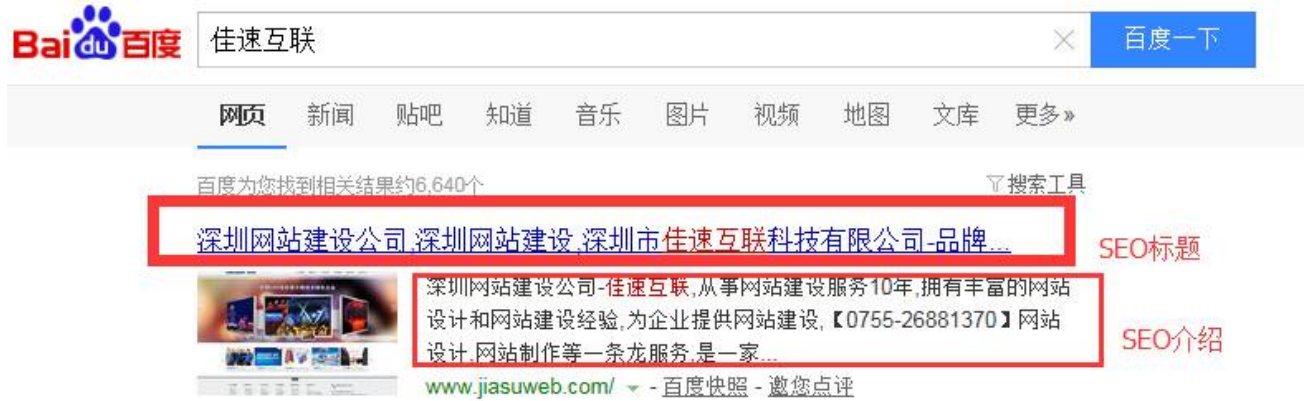 Bai du 百度 佳速互联 × 百度一下
网页 新闻 贴吧 知道 音乐 图片 视频 地图 文库 更多»
百度为您找到相关结果约6,640个 搜索工具
深圳网站建设公司,深圳网站建设,深圳市佳速互联科技有限公司-品牌...
SEO标题
深圳网站建设公司-佳速互联,从事网站建设服务10年,拥有丰富的网站
设计和网站建设经验,为企业提供网站建设,【0755-26881370】网站
设计,网站制作等一条龙服务,是一家...
SEO介绍
www.jiasuweb.com/ - 百度快照 - 邀您点评